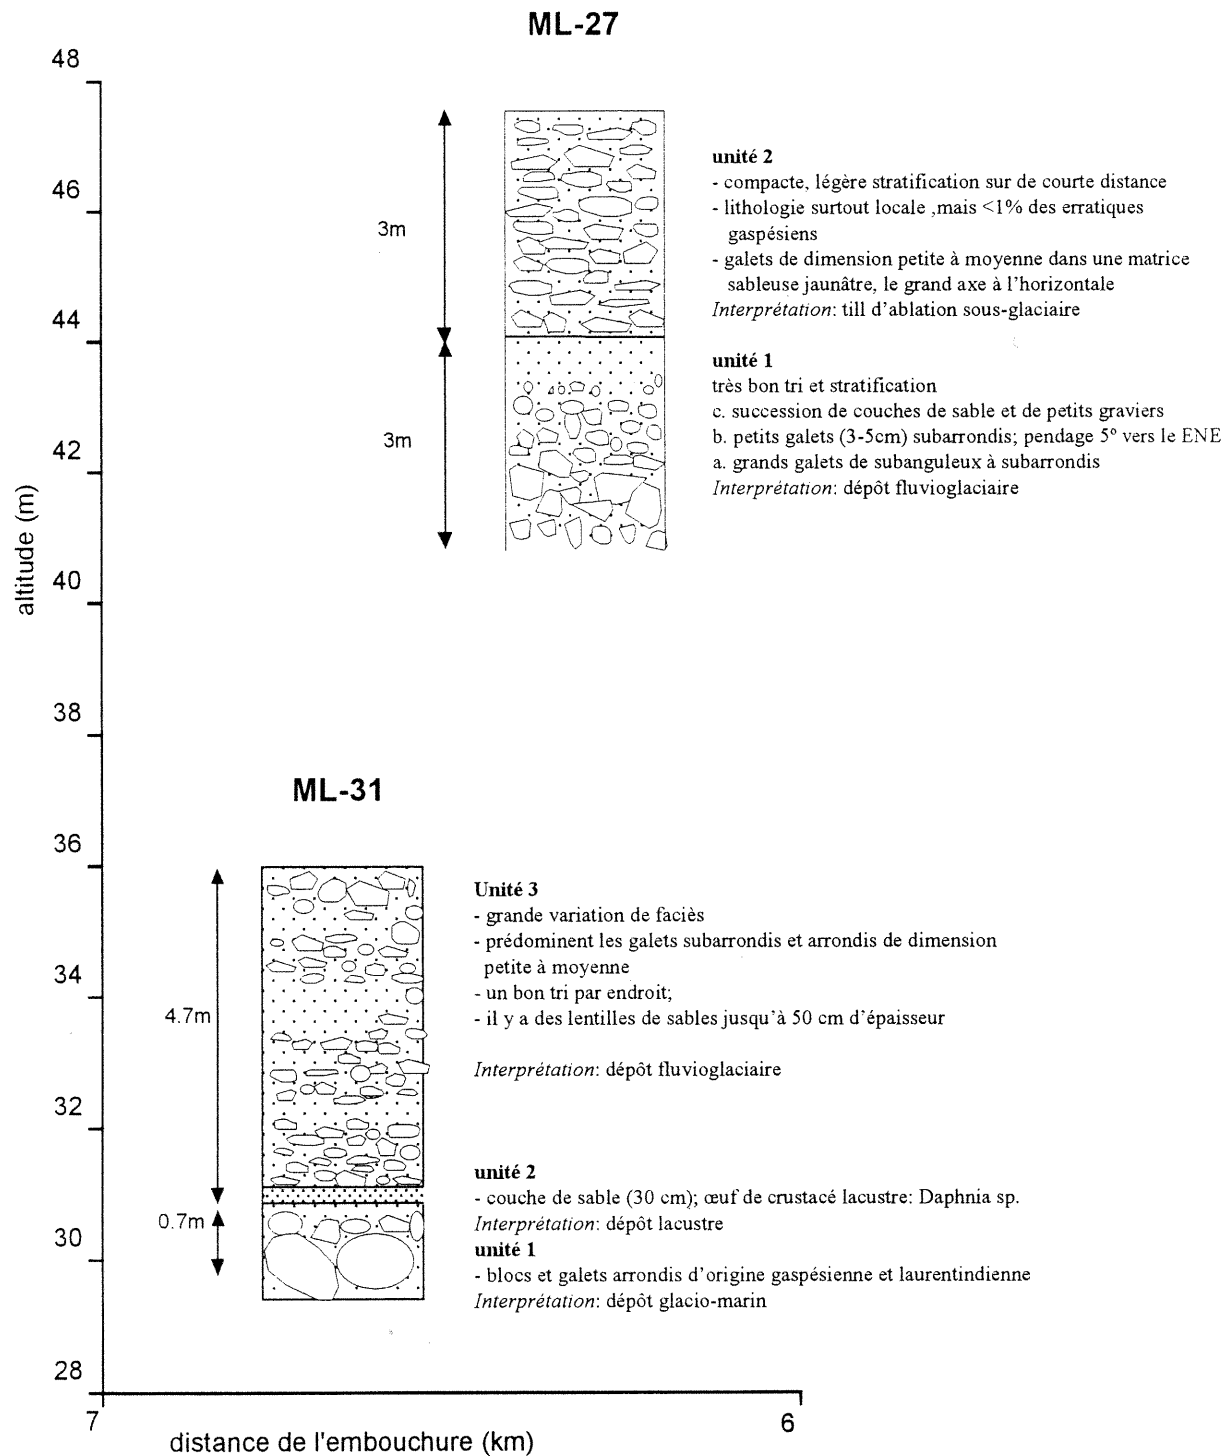 ML-27
48
46
44
42
40
38
36
34
32
30
28
altitude (m)
3m
3m
unité 2
- compacte, légère stratification sur de courte distance
- lithologie surtout locale ,mais <1% des erratiques
gaspésiens
- galets de dimension petite à moyenne dans une matrice
sableuse jaunâtre, le grand axe à l'horizontale
Interprétation: till d'ablation sous-glaciaire
unité 1
très bon tri et stratification
c. succession de couches de sable et de petits graviers
b. petits galets (3-5cm) subarrondis; pendage 5° vers le ENE
a. grands galets de subanguleux à subarrondis
Interprétation: dépôt fluvioglaciaire
ML-31
4.7m
0.7m
Unité 3
- grande variation de faciès
- prédominent les galets subarrondis et arrondis de dimension
petite à moyenne
- un bon tri par endroit;
- il y a des lentilles de sables jusqu'à 50 cm d'épaisseur
Interprétation: dépôt fluvioglaciaire
unité 2
- couche de sable (30 cm); œuf de crustacé lacustre: Daphnia sp.
Interprétation: dépôt lacustre
unité 1
- blocs et galets arrondis d'origine gaspésienne et laurentindienne
Interprétation: dépôt glacio-marin
7
6
distance de l'embouchure (km)